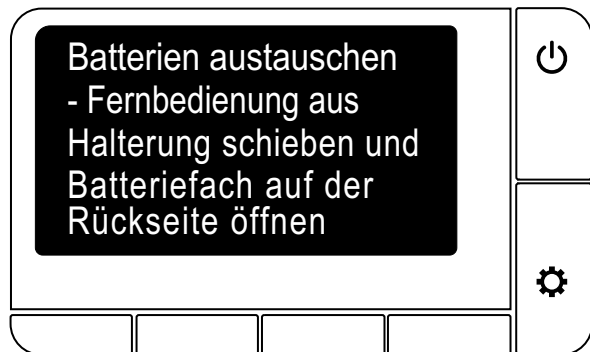 Batterien austauschen
- Fernbedienung aus
Halterung schieben und
Batteriefach auf der
Rückseite öffnen